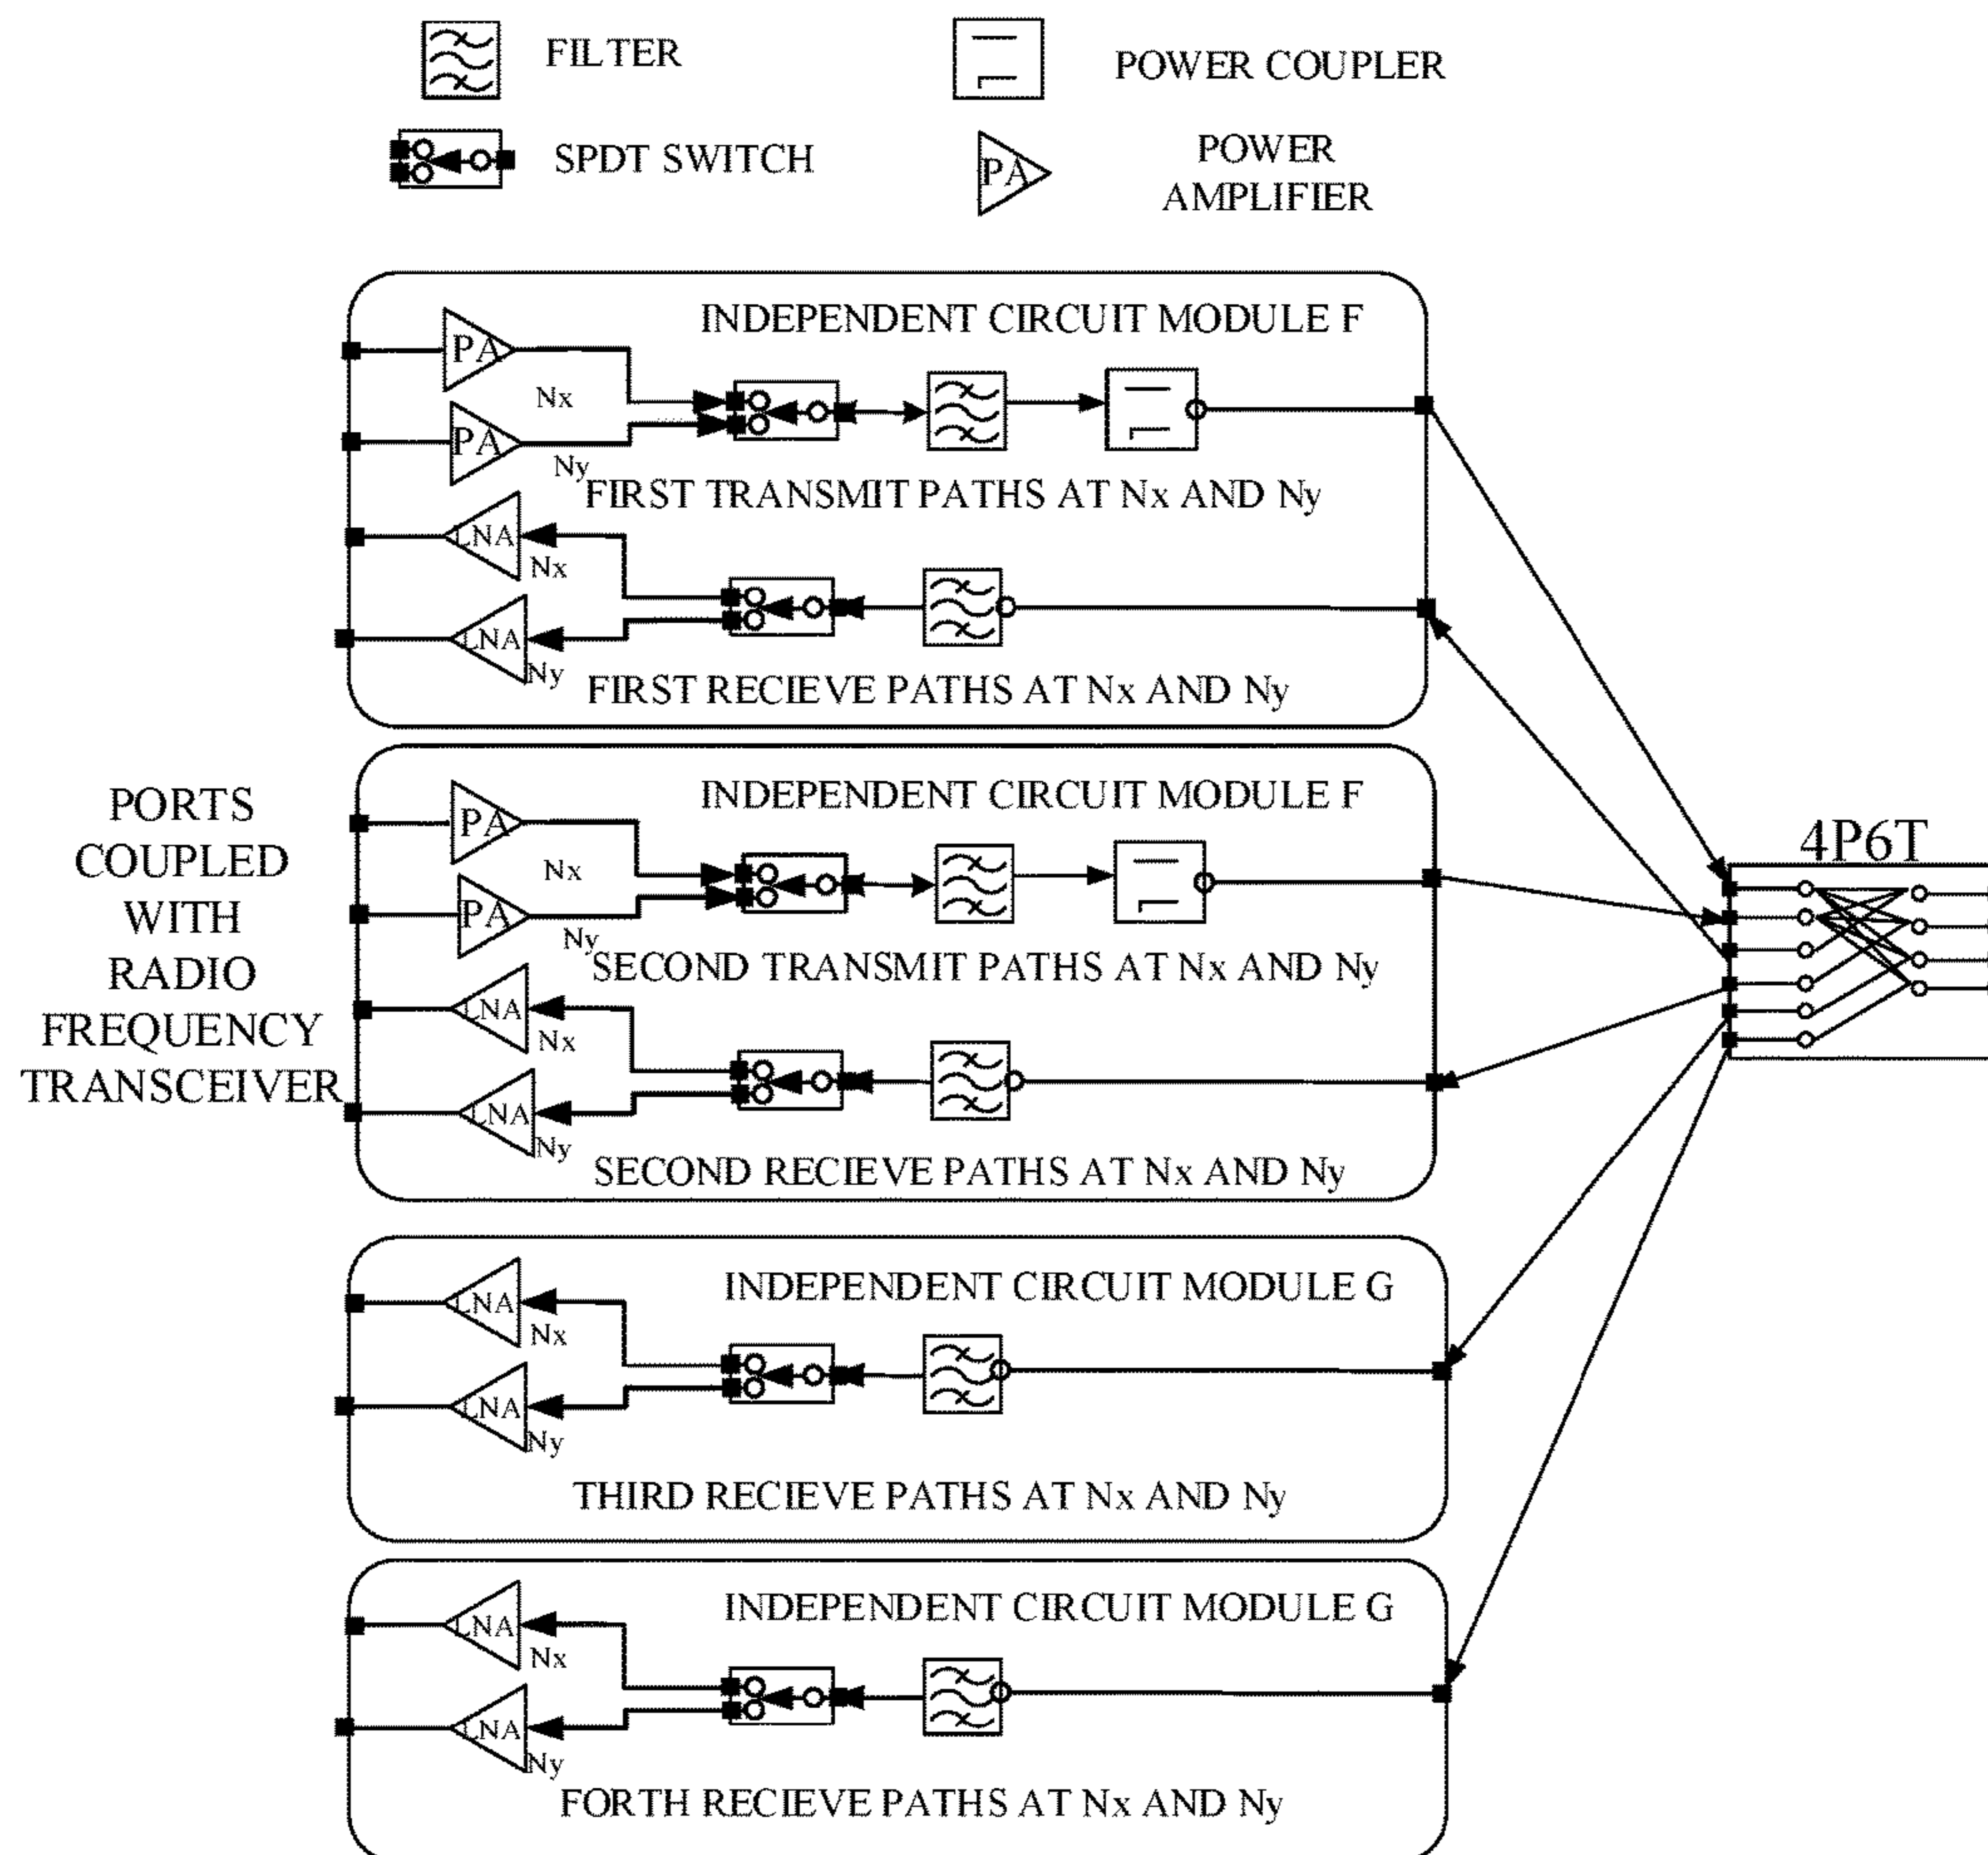 FILTER
POWER COUPLER
SPDT SWITCH
PA
POWER
AMPLIFIER
INDEPENDENT CIRCUIT MODULE F
PA
Nx
PA
Ny
FIRST TRANSMIT PATHS AT Nx AND Ny
LNA
Nx
LNA
Ny
FIRST RECIEVE PATHS AT Nx AND Ny
PORTS
COUPLED
WITH
RADIO
FREQUENCY
TRANSCEIVER
INDEPENDENT CIRCUIT MODULE F
PA
Nx
PA
Ny
SECOND TRANSMIT PATHS AT Nx AND Ny
LNA
Nx
LNA
Ny
SECOND RECIEVE PATHS AT Nx AND Ny
4P6T
INDEPENDENT CIRCUIT MODULE G
LNA
Nx
LNA
Ny
THIRD RECIEVE PATHS AT Nx AND Ny
INDEPENDENT CIRCUIT MODULE G
LNA
Nx
LNA
Ny
FORTH RECIEVE PATHS AT Nx AND Ny